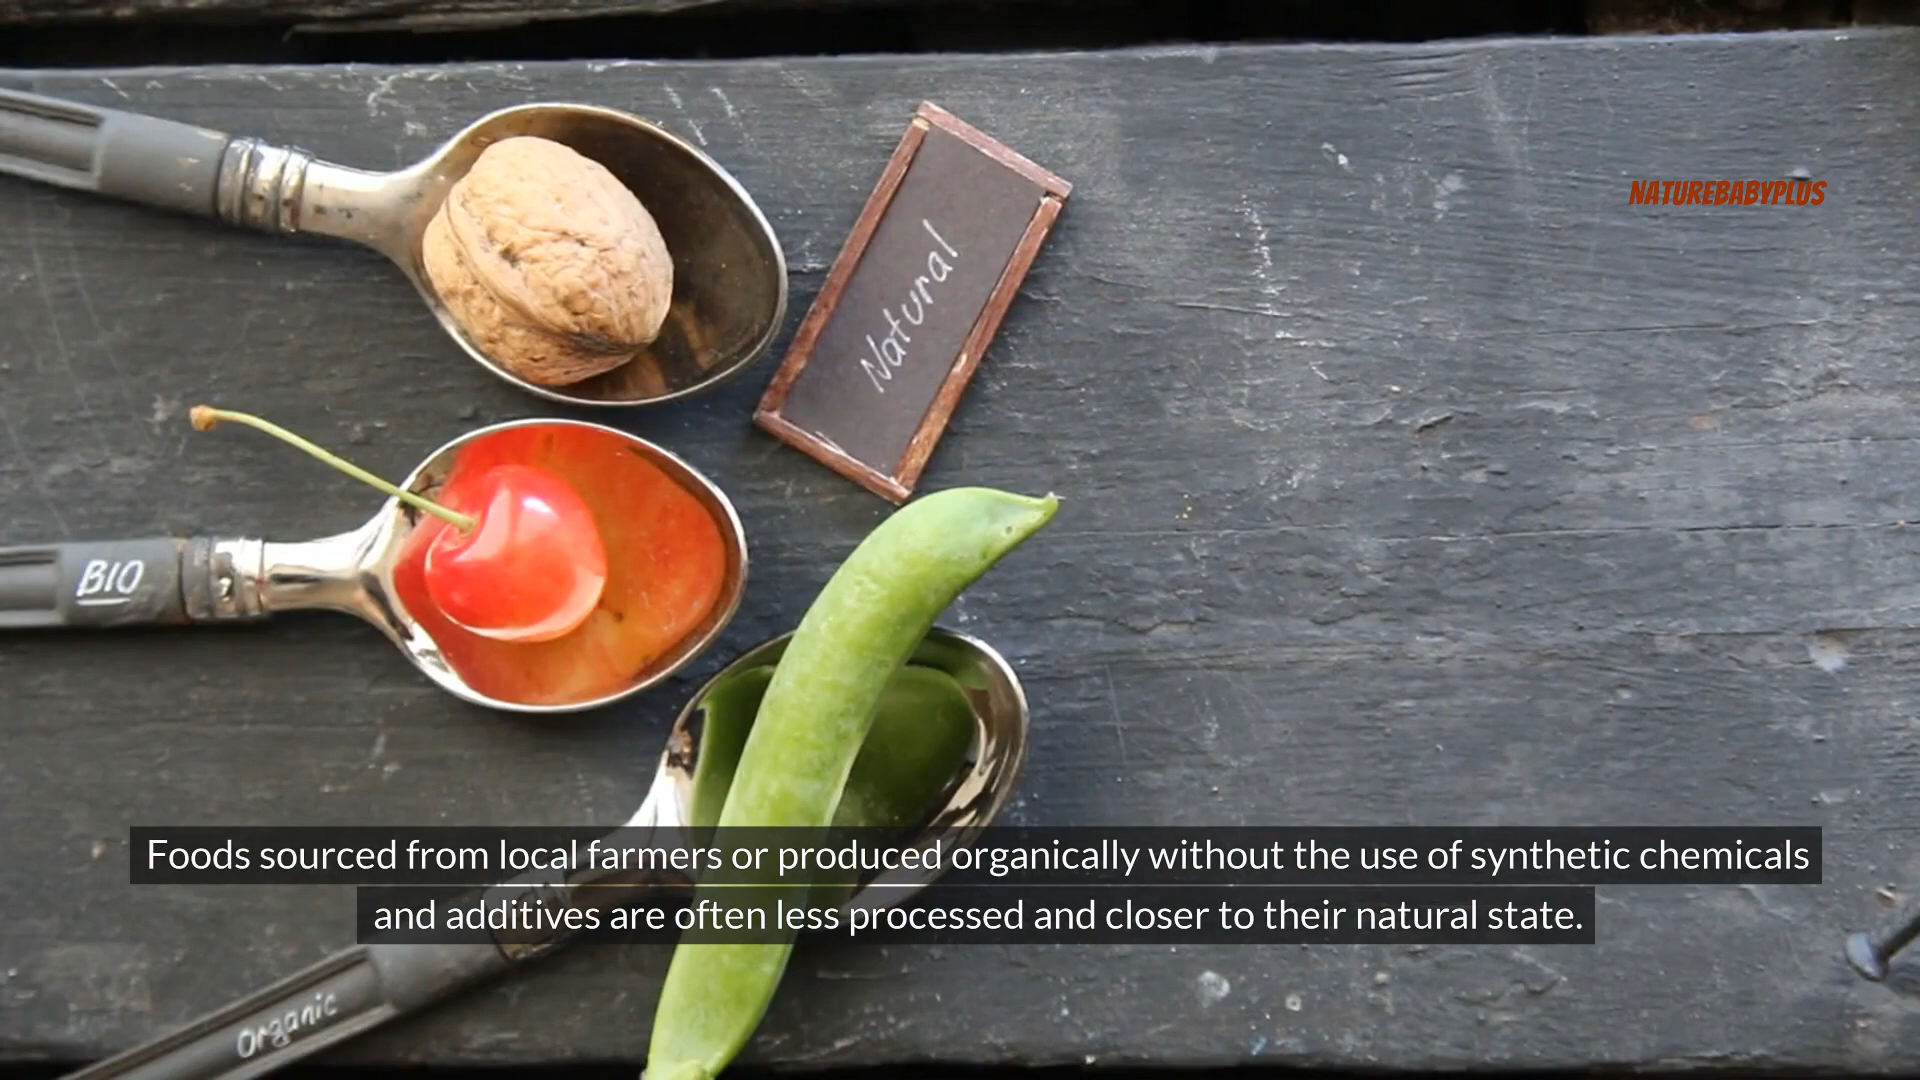 NATUREBABYPLUS
Natural
BIO
Foods sourced from local farmers or produced organically without the use of synthetic chemicals
and additives are often less processed and closer to their natural state.
Organic